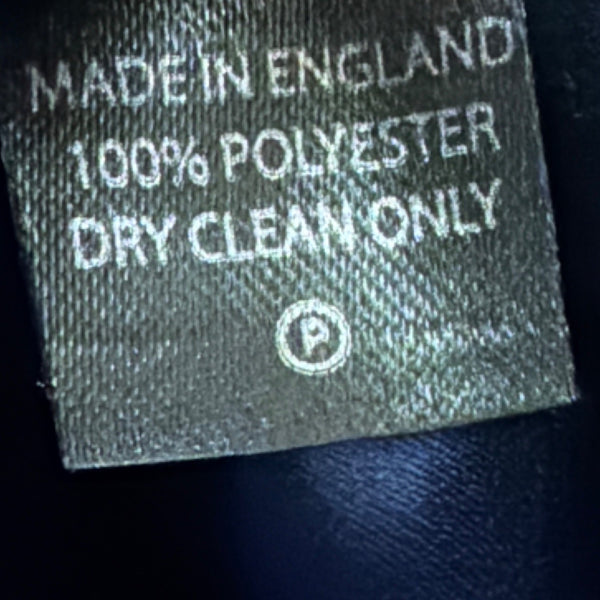 MADE IN ENGLAND
100% POLYESTER
DRY CLEAN ONLY
P